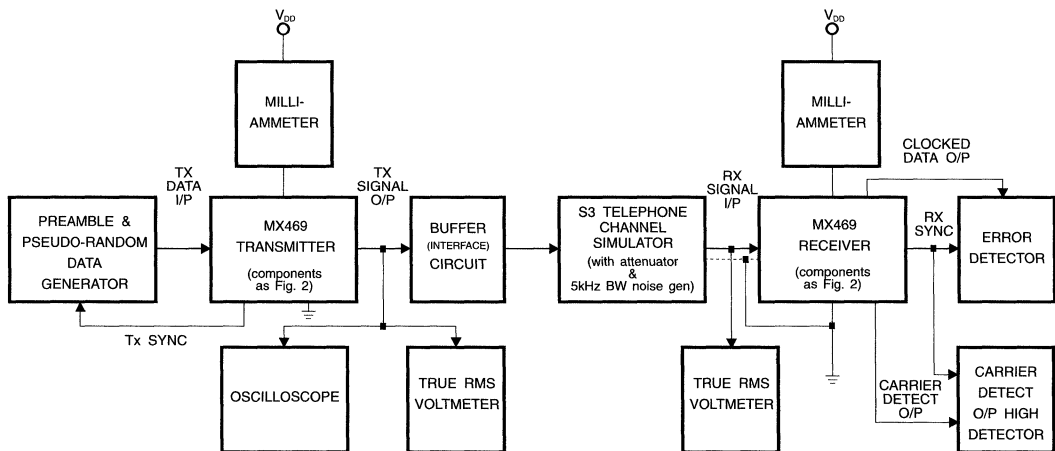 VDD
MILLI-
AMMETER
TX
DATA
I/P
TX
SIGNAL
O/P
PREAMBLE &
PSEUDO-RANDOM
DATA
GENERATOR
MX469
TRANSMITTER
(components
as Fig. 2)
BUFFER
(INTERFACE)
CIRCUIT
Tx SYNC
OSCILLOSCOPE
TRUE RMS
VOLTMETER
S3 TELEPHONE
CHANNEL
SIMULATOR
(with attenuator
&
5kHz BW noise gen)
VDD
MILLI-
AMMETER
RX
SIGNAL
I/P
CLOCKED
DATA O/P
MX469
RECEIVER
(components
as Fig. 2)
RX
SYNC
ERROR
DETECTOR
TRUE RMS
VOLTMETER
CARRIER
DETECT
O/P
CARRIER
DETECT
O/P HIGH
DETECTOR